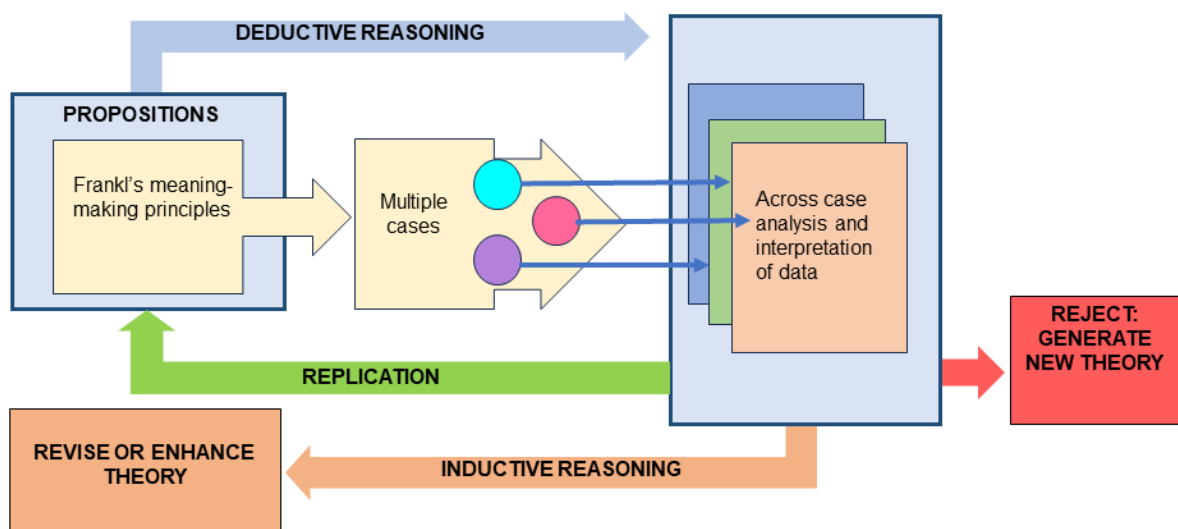 DEDUCTIVE REASONING
PROPOSITIONS
Frankl's meaning-
making principles
Multiple
cases
Across case
analysis and
interpretation
of data
REJECT:
GENERATE
NEW THEORY
REPLICATION
REVISE OR ENHANCE
THEORY
INDUCTIVE REASONING